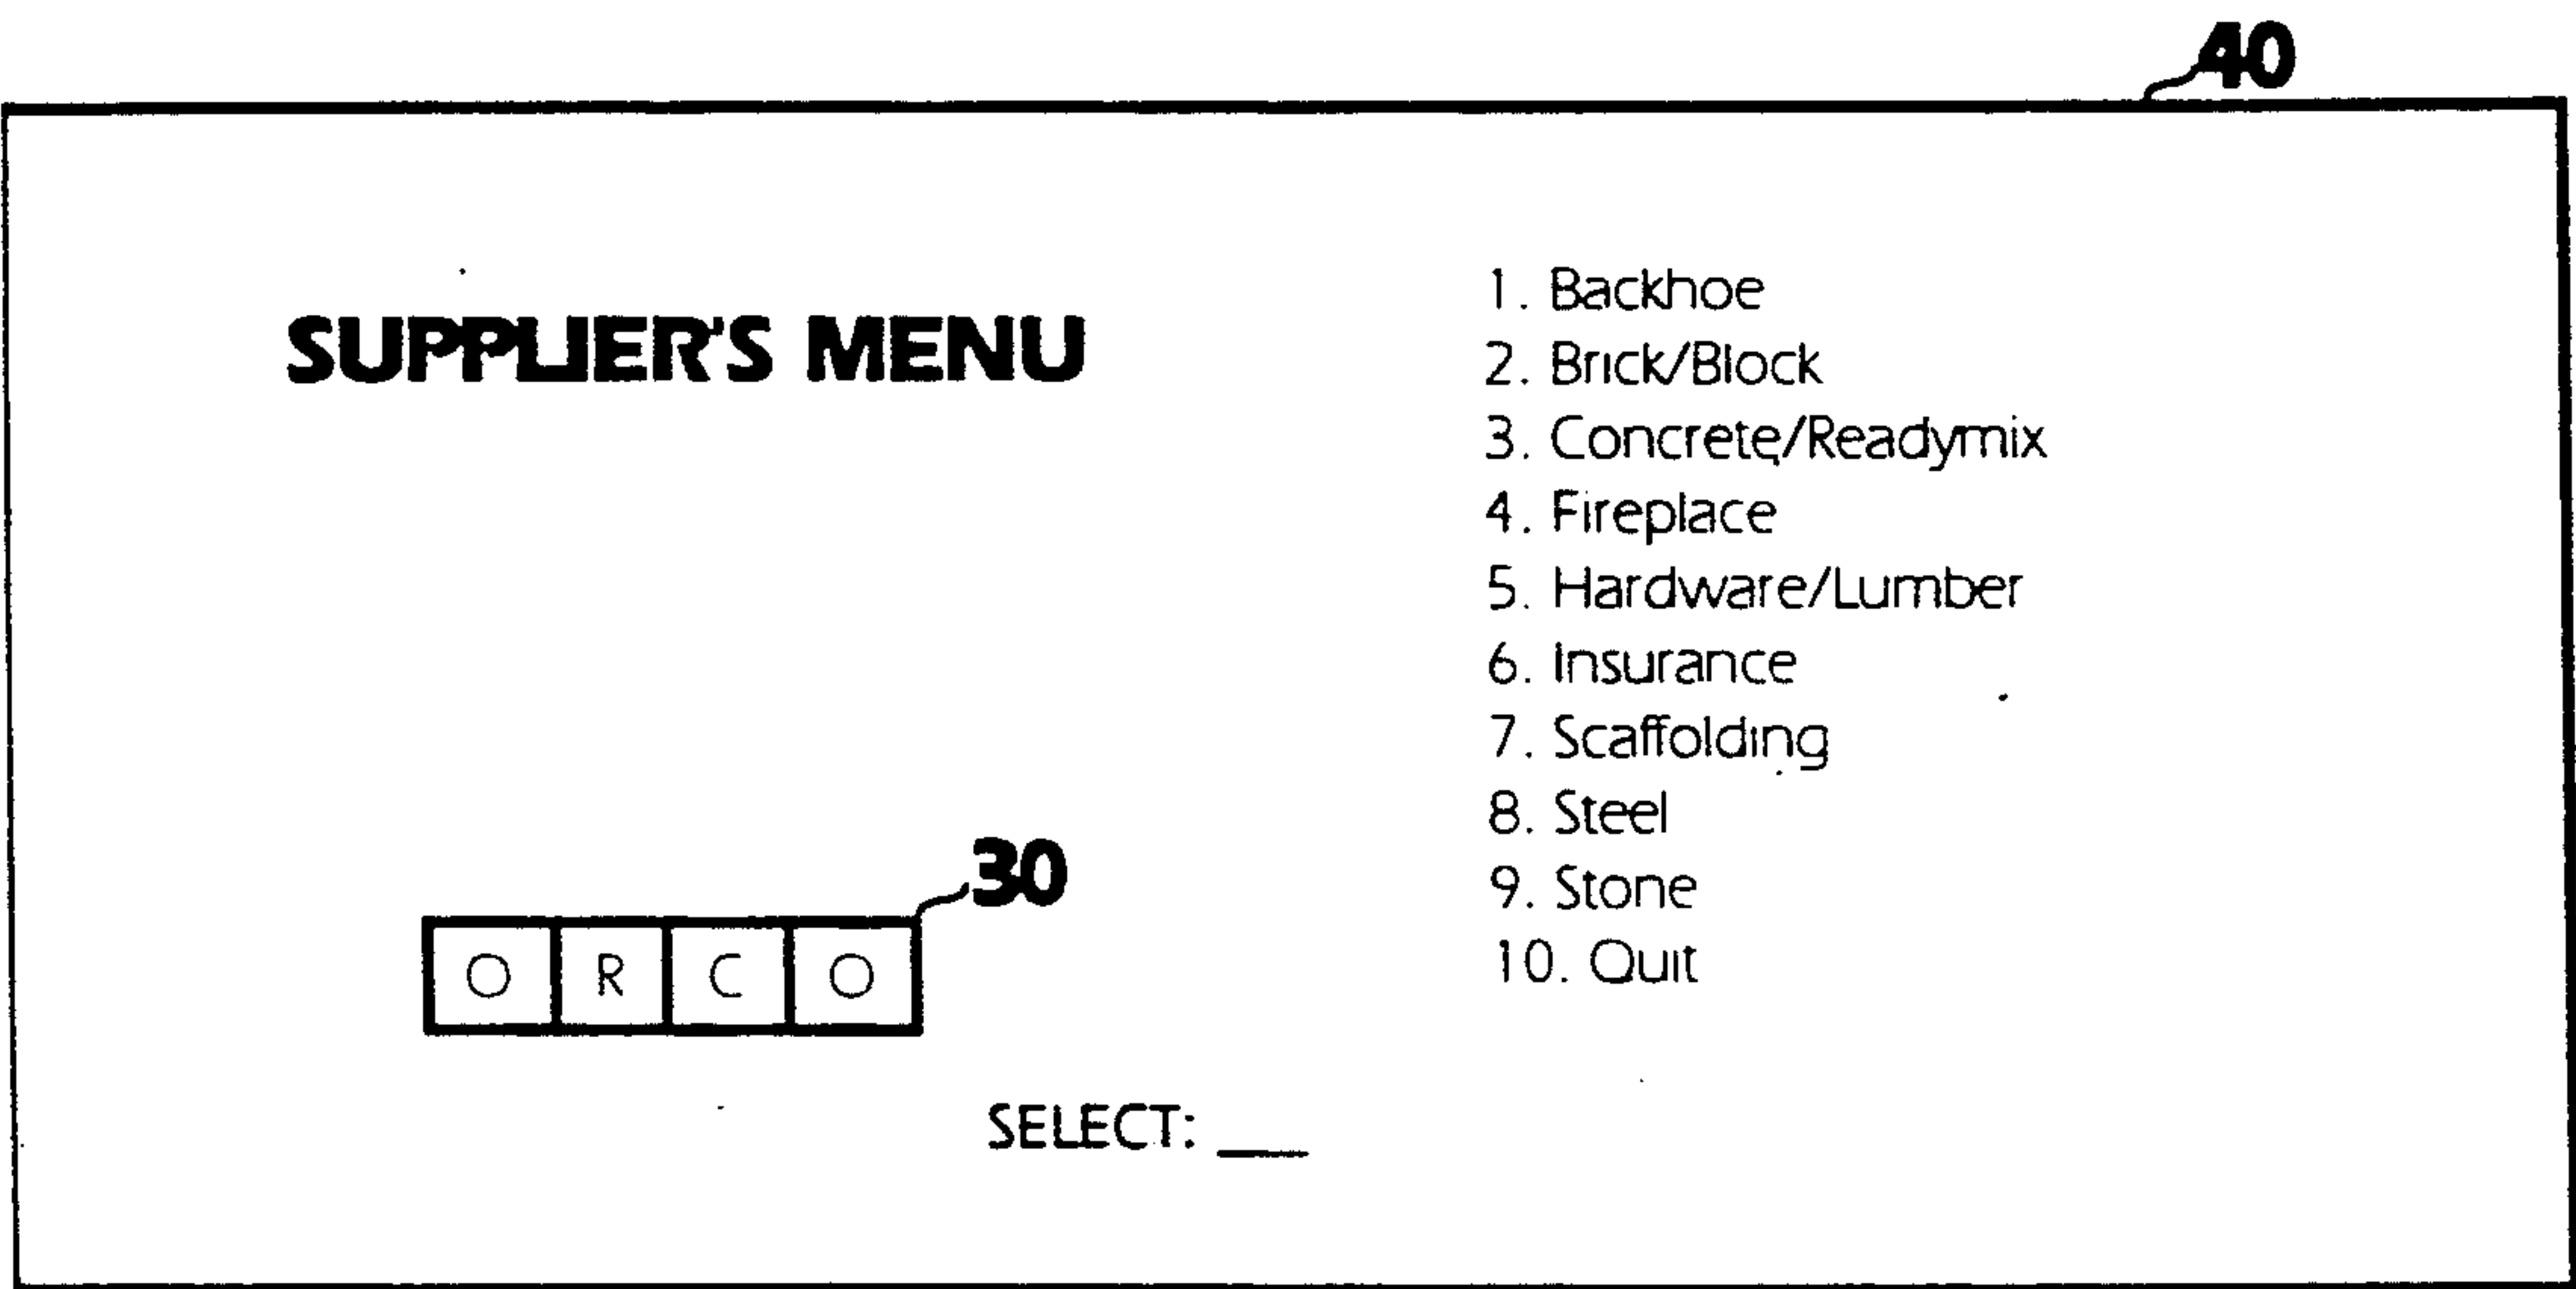 40
SUPPLIER'S MENU
1. Backhoe
2. Brick/Block
3. Concrete/Readymix
4. Fireplace
5. Hardware/Lumber
6. Insurance
7. Scaffolding
8. Steel
9. Stone
10. Quit
30
O R C O
SELECT: ___